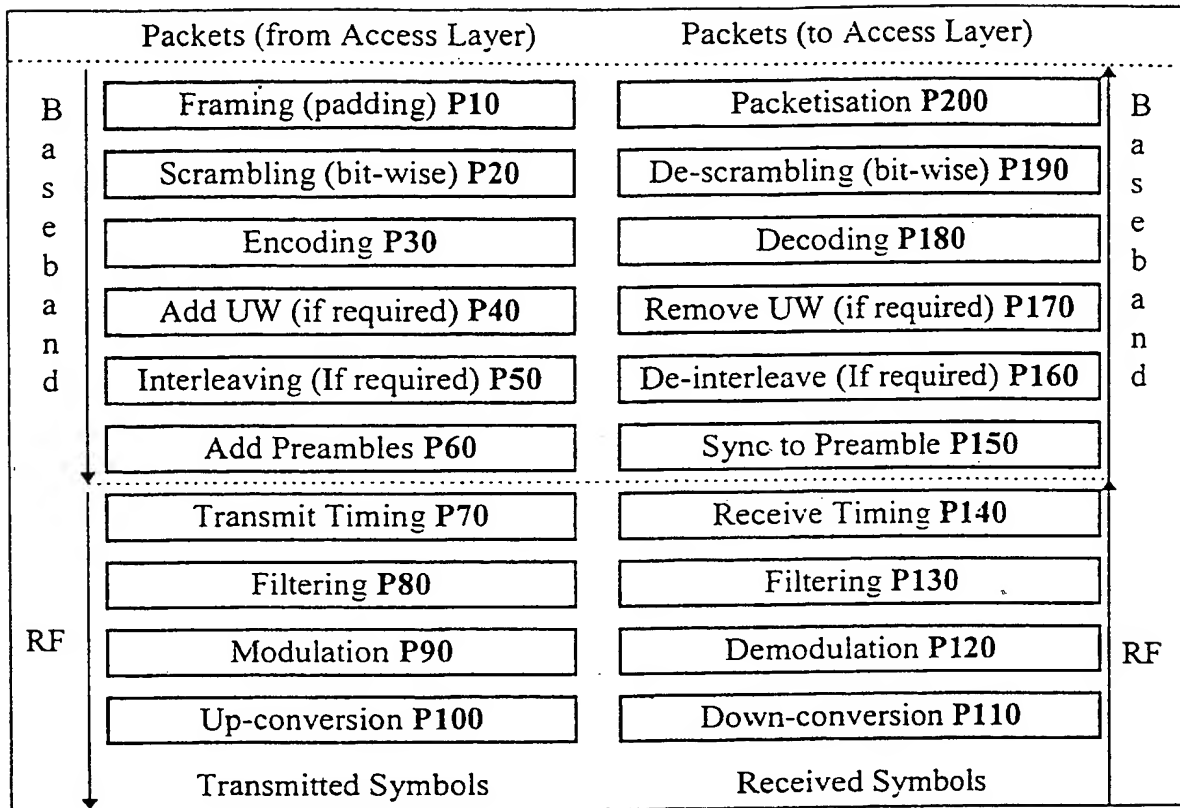 Packets (from Access Layer)
Packets (to Access Layer)
Baseband
Framing (padding) P10
Scrambling (bit-wise) P20
Encoding P30
Add UW (if required) P40
Interleaving (If required) P50
Add Preambles P60
RF
Transmit Timing P70
Filtering P80
Modulation P90
Up-conversion P100
Transmitted Symbols
Packetisation P200
De-scrambling (bit-wise) P190
Decoding P180
Remove UW (if required) P170
De-interleave (If required) P160
Sync to Preamble P150
Baseband
Receive Timing P140
Filtering P130
Demodulation P120
Down-conversion P110
RF
Received Symbols